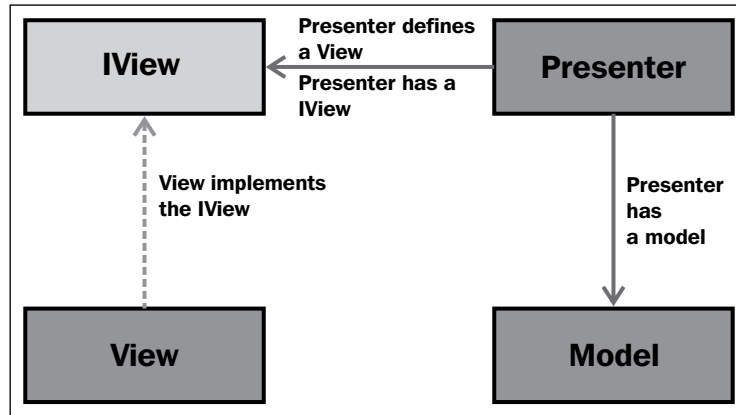 IView
Presenter defines
a View
Presenter has a
IView
Presenter
View implements
the IView
Presenter
has
a model
View
Model